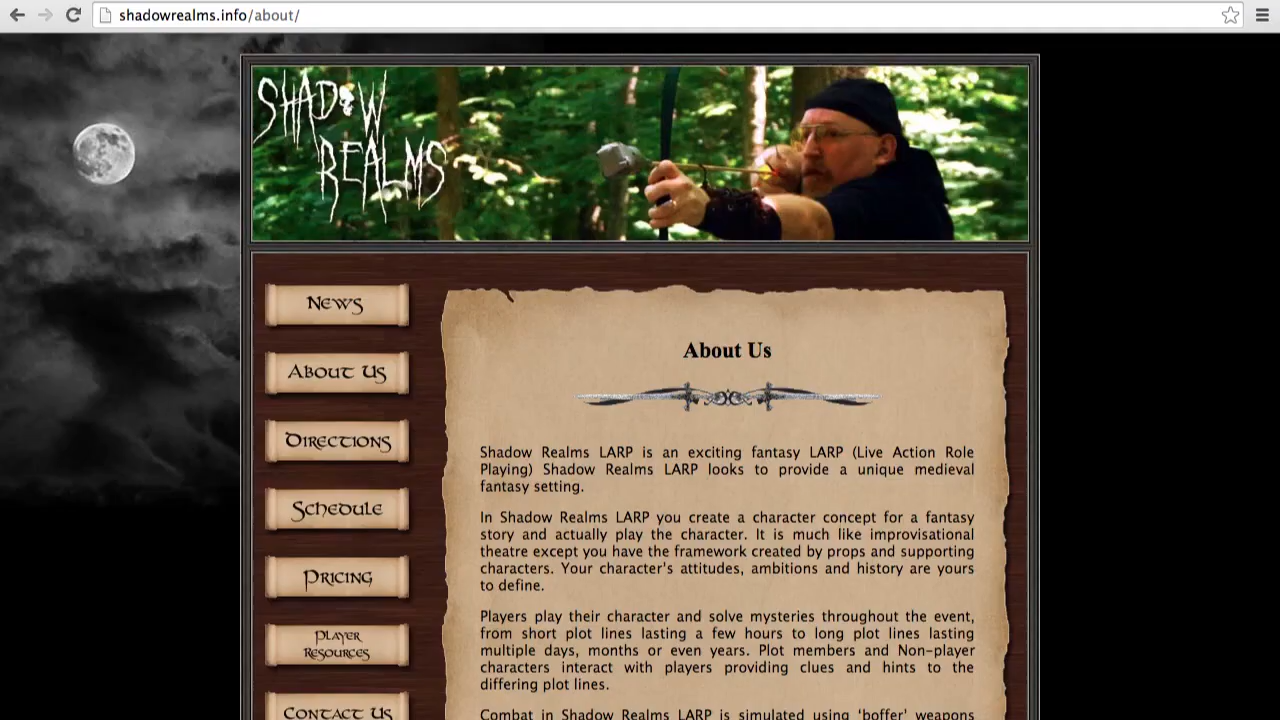 shadowrealms.info/about/
SHADOW
REALMS
News
About Us
Directions
Schedule
Pricing
Player
Resources
Contact Us
About Us
Shadow Realms LARP is an exciting fantasy LARP (Live Action Role
Playing) Shadow Realms LARP looks to provide a unique medieval
fantasy setting.
In Shadow Realms LARP you create a character concept for a fantasy
story and actually play the character. It is much like improvisational
theatre except you have the framework created by props and supporting
characters. Your character's attitudes, ambitions and history are yours
to define.
Players play their character and solve mysteries throughout the event,
from short plot lines lasting a few hours to long plot lines lasting
multiple days, months or even years. Plot members and Non-player
characters interact with players providing clues and hints to the
differing plot lines.
Combat in Shadow Realms LARP is simulated using 'boffer' weapons